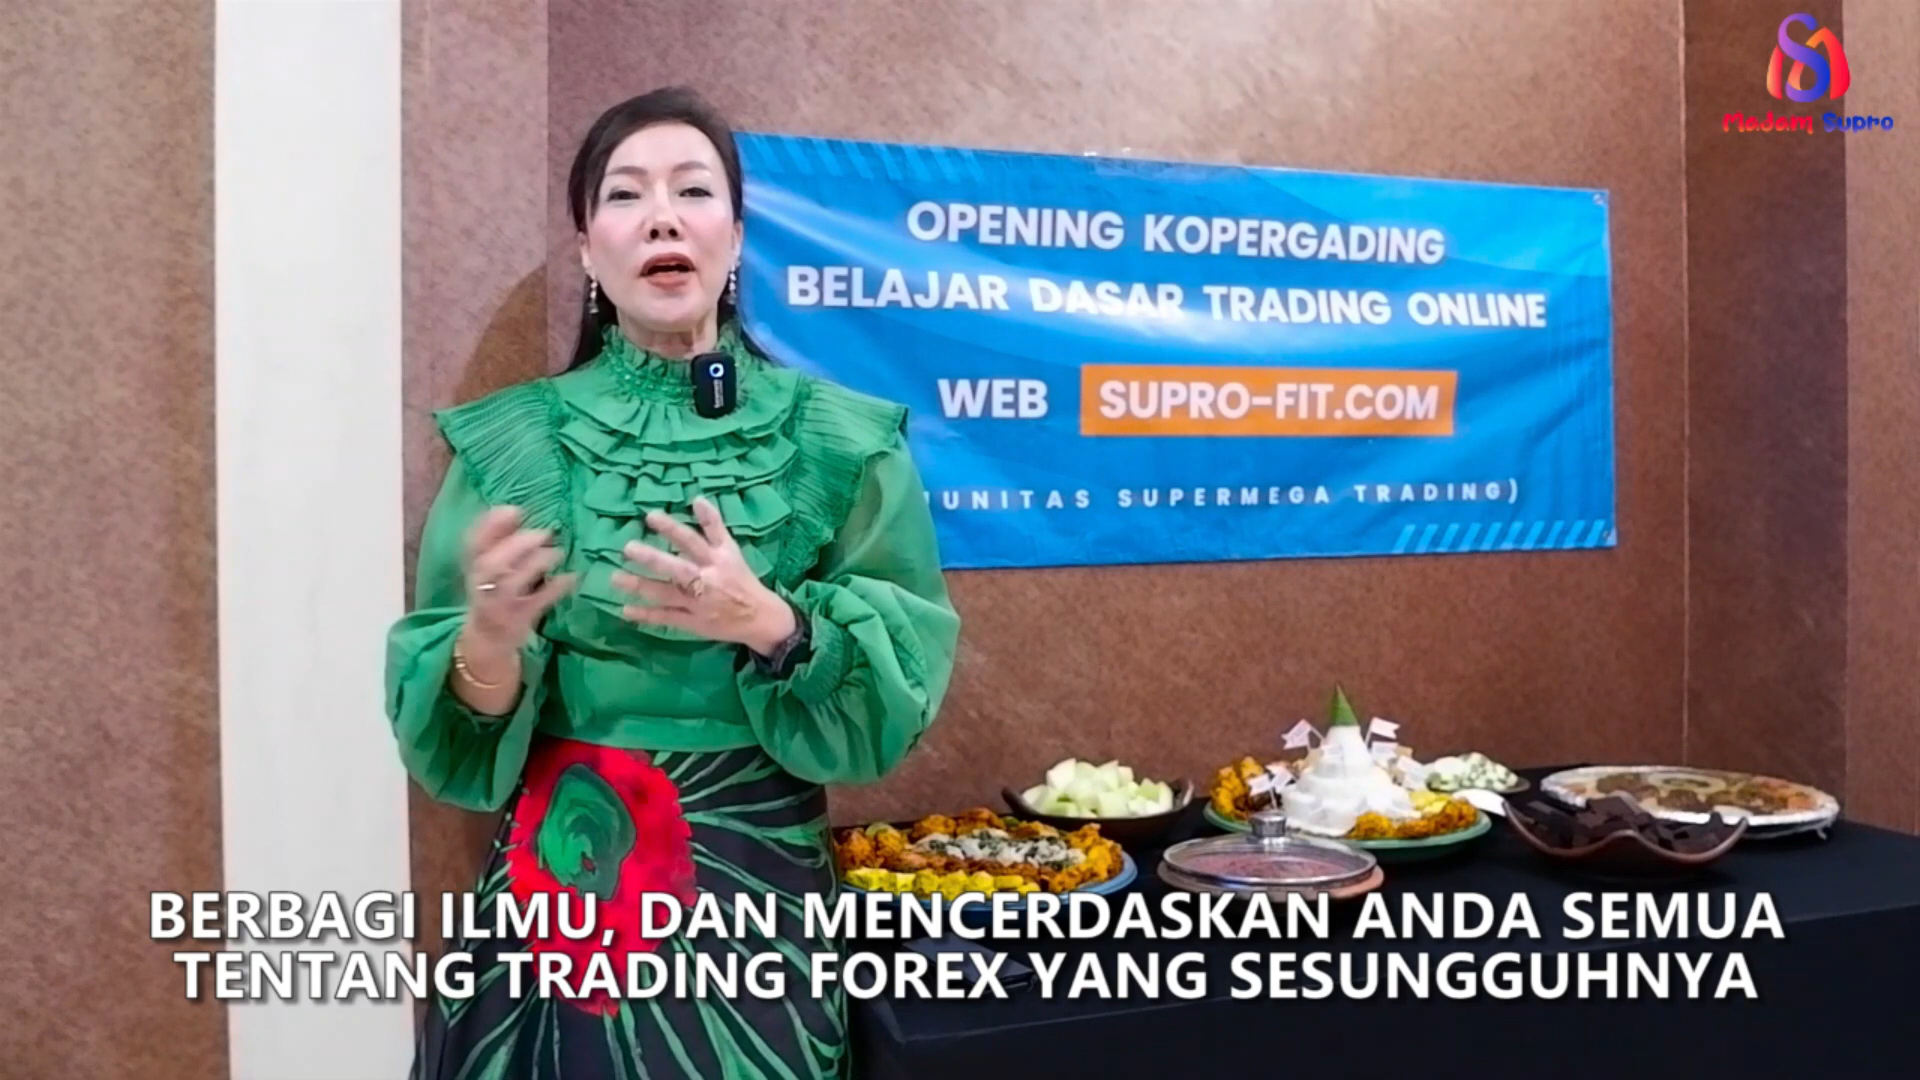 MaJam Supro
OPENING KOPERGADING
BELAJAR DASAR TRADING ONLINE
WEB SUPRO-FIT.COM
SUPERMEGA TRADING)
BERBAGI ILMU, DAN MENCERDASKAN ANDA SEMUA
TENTANG TRADING FOREX YANG SESUNGGUHNYA